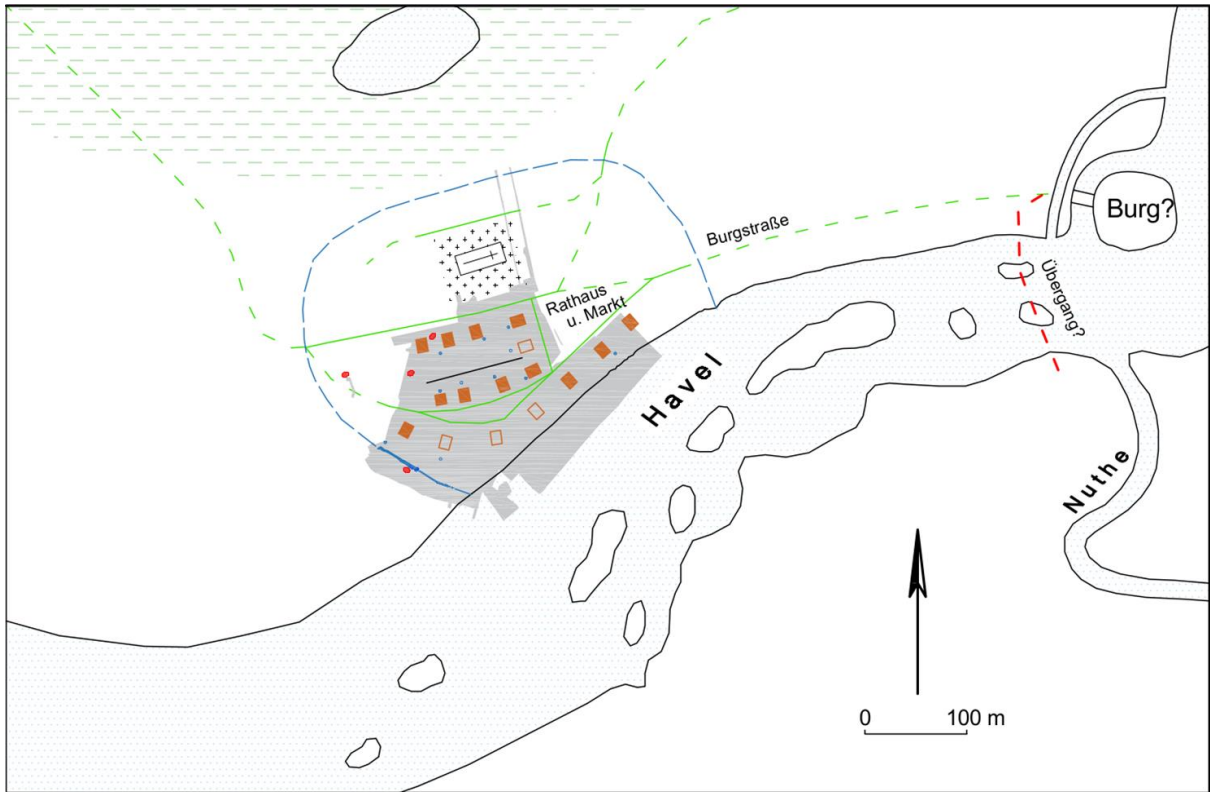 Burg?
Burgstraße
Übergang?
Rathaus
u. Markt
Havel
Nuthe
0 100 m